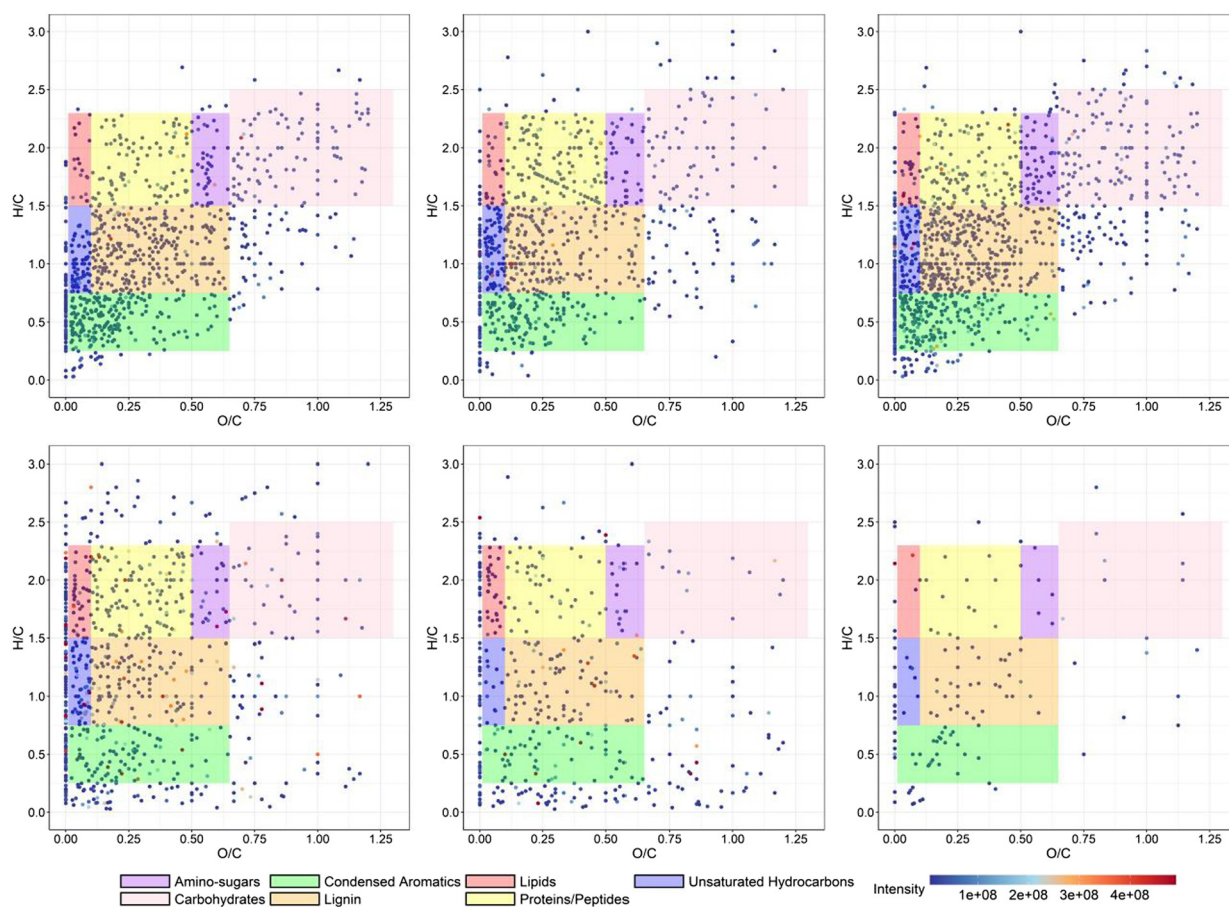 3.0 3.0 3.0
2.5 2.5 2.5
2.0 2.0 2.0
H/C H/C H/C
1.5 1.5 1.5
1.0 1.0 1.0
0.5 0.5 0.5
0.0 0.0 0.0
0.00 0.25 0.50 0.75 1.00 1.25 0.00 0.25 0.50 0.75 1.00 1.25 0.00 0.25 0.50 0.75 1.00 1.25
O/C O/C O/C
3.0 3.0 3.0
2.5 2.5 2.5
2.0 2.0 2.0
H/C H/C H/C
1.5 1.5 1.5
1.0 1.0 1.0
0.5 0.5 0.5
0.0 0.0 0.0
0.00 0.25 0.50 0.75 1.00 1.25 0.00 0.25 0.50 0.75 1.00 1.25 0.00 0.25 0.50 0.75 1.00 1.25
O/C O/C O/C
Amino-sugars Condensed Aromatics Lipids Unsaturated Hydrocarbons
Carbohydrates Lignin Proteins/Peptides
Intensity 1e+08 2e+08 3e+08 4e+08